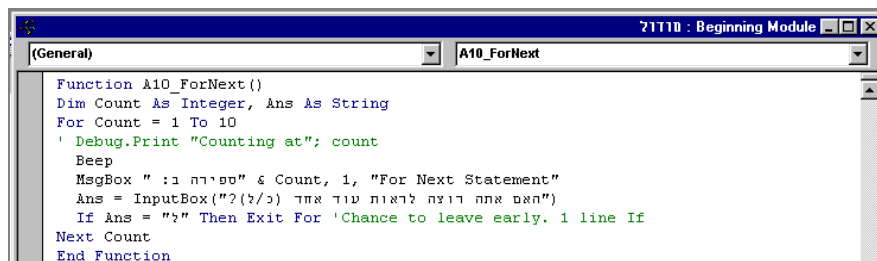 מודול : Beginning Module
(General)
A10_ForNext
Function A10_ForNext()
Dim Count As Integer, Ans As String
For Count = 1 To 10
' Debug.Print "Counting at"; count
Beep
MsgBox "ספירה ב: " & Count, 1, "For Next Statement"
Ans = InputBox("האם אתה רוצה לראות עוד אחד (כ/ל)?")
If Ans = "ל" Then Exit For 'Chance to leave early. 1 line If
Next Count
End Function